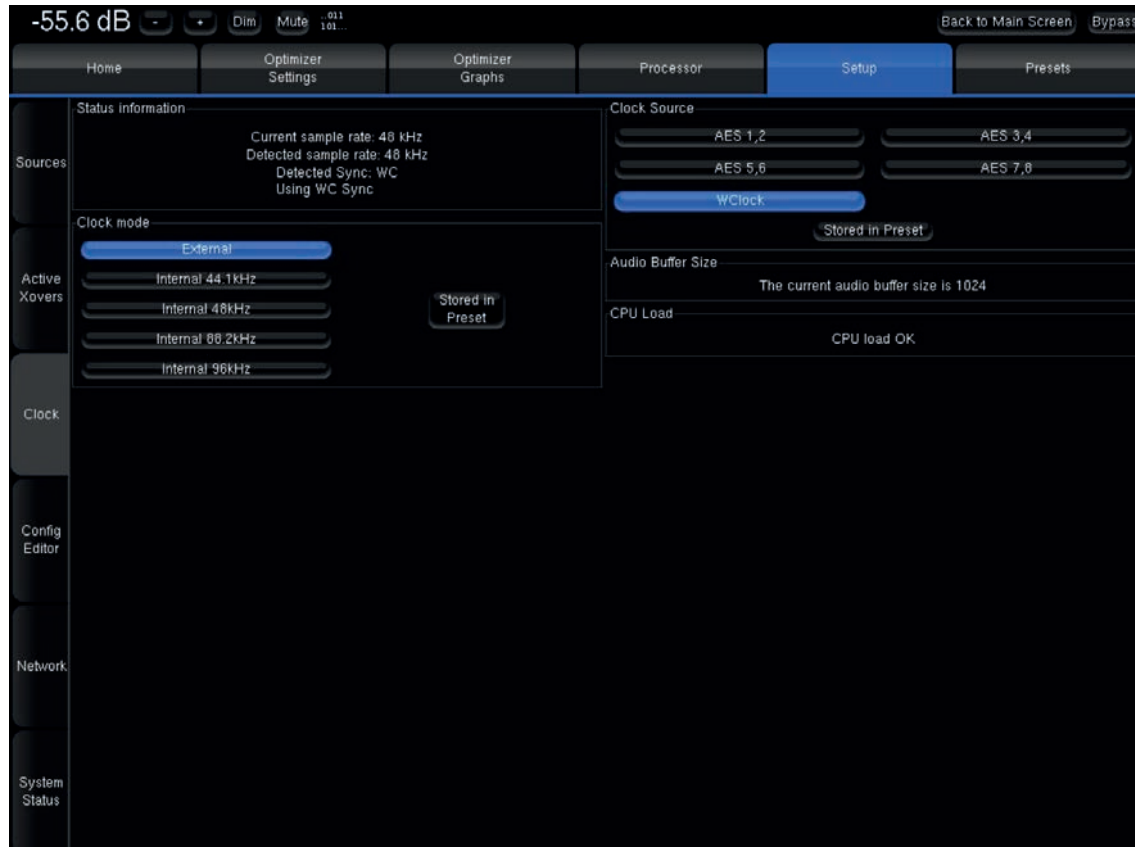 -55.6 dB - + Dim Mute ..011 101... Back to Main Screen Bypass
Home
Optimizer
Settings
Optimizer
Graphs
Processor
Setup
Presets
Sources
Active
Xovers
Clock
Config
Editor
Network
System
Status
Status information
Current sample rate: 48 kHz
Detected sample rate: 48 kHz
Detected Sync: WC
Using WC Sync
Clock mode
External
Internal 44.1kHz
Internal 48kHz
Internal 88.2kHz
Internal 96kHz
Stored in
Preset
Clock Source
AES 1,2
AES 3,4
AES 5,6
AES 7,8
WClock
Stored in Preset
Audio Buffer Size
The current audio buffer size is 1024
CPU Load
CPU load OK